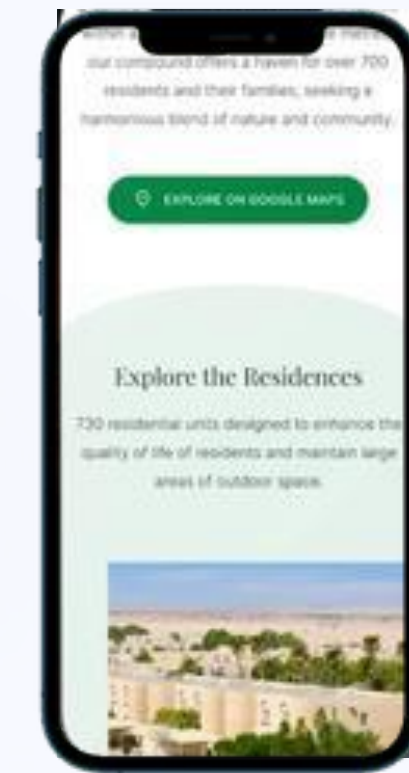 within a
our compound offers a haven for over 700
residents and their families, seeking a
harmonious blend of nature and community.
EXPLORE ON GOOGLE MAPS
Explore the Residences
730 residential units designed to enhance the
quality of life of residents and maintain large
areas of outdoor space.